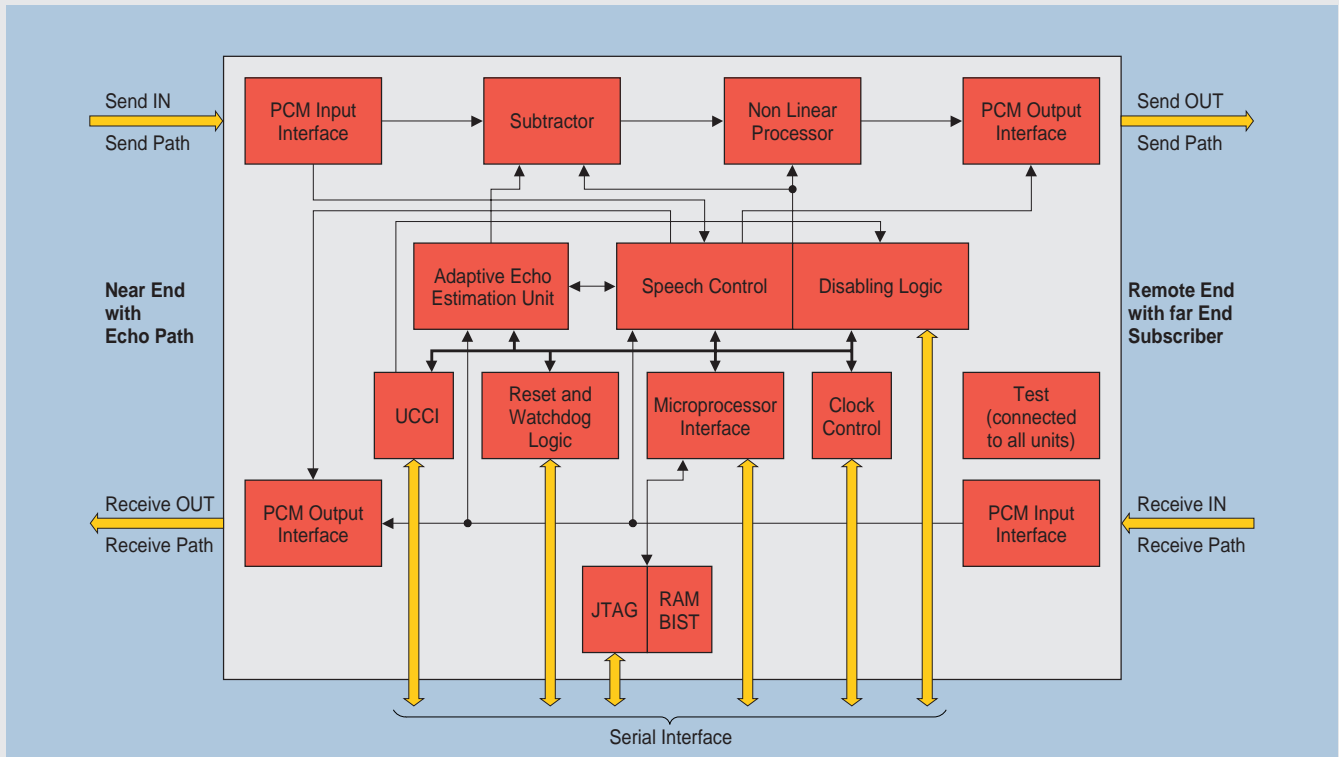 Send IN
Send Path
PCM Input
Interface
Subtractor
Non Linear
Processor
PCM Output
Interface
Send OUT
Send Path
Near End
with
Echo Path
Adaptive Echo
Estimation Unit
Speech Control
Disabling Logic
Remote End
with far End
Subscriber
UCCI
Reset and
Watchdog
Logic
Microprocessor
Interface
Clock
Control
Test
(connected
to all units)
Receive OUT
Receive Path
PCM Output
Interface
PCM Input
Interface
Receive IN
Receive Path
JTAG
RAM
BIST
Serial Interface